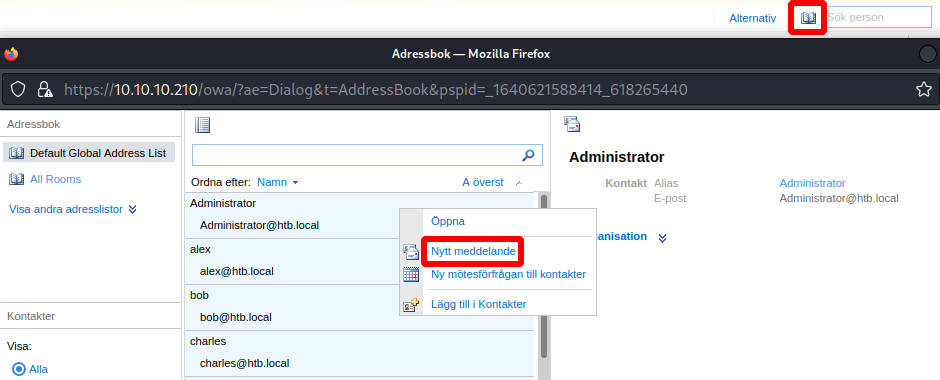 Alternativ
Sök person
Adressbok — Mozilla Firefox
https://10.10.10.210/owa/?ae=Dialog&t=AddressBook&pspid=_1640621588414_618265440
Adressbok
Default Global Address List
All Rooms
Visa andra adresslistor
Kontakter
Visa:
Alla
Ordna efter: Namn
A överst
Administrator
Administrator@htb.local
alex
alex@htb.local
bob
bob@htb.local
charles
charles@htb.local
Öppna
Nytt meddelande
Ny mötesförfrågan till kontakter
Lägg till i Kontakter
Administrator
Kontakt Alias Administrator
E-post Administrator@htb.local
anisation